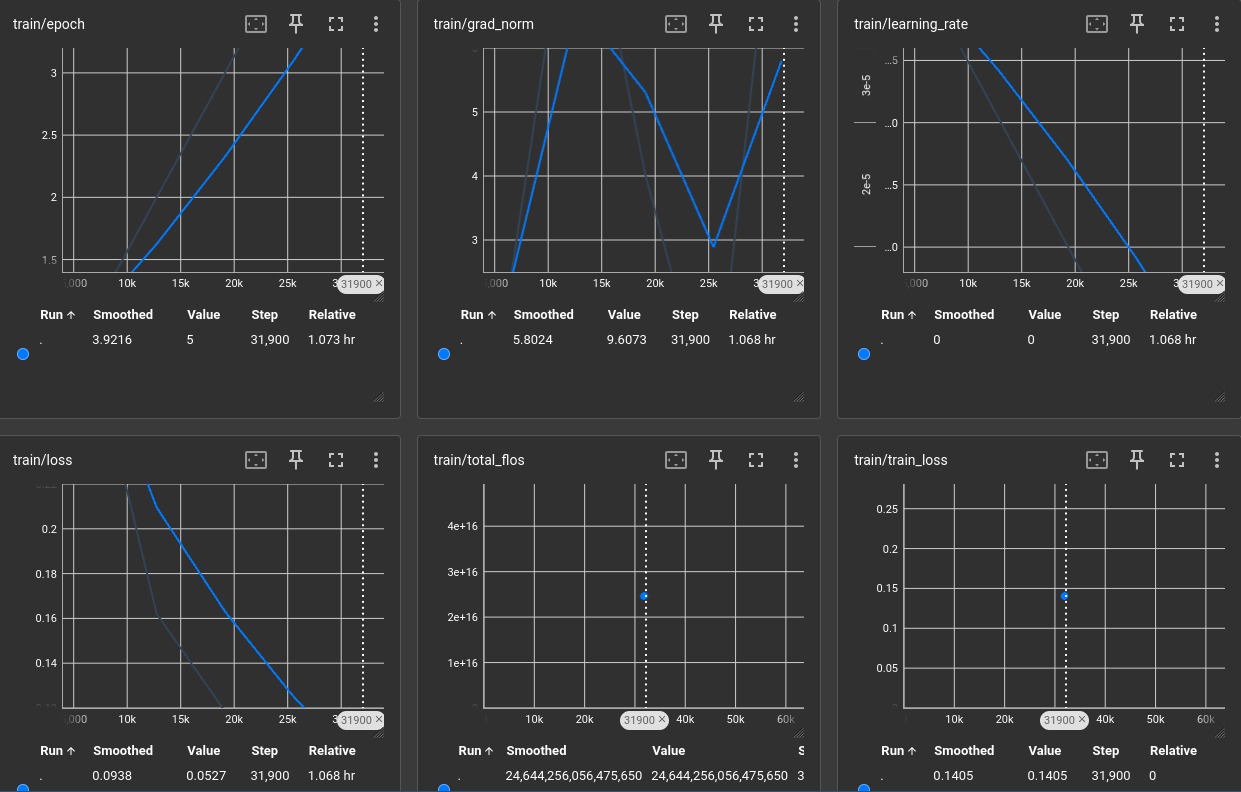 train/epoch
train/grad_norm
train/learning_rate
3
2.5
2
1.5
,000 10k 15k 20k 25k 31900 ×
5
4
3
,000 10k 15k 20k 25k 31900 ×
3e-5
2e-5
...5
...0
...5
...0
,000 10k 15k 20k 25k 3 31900 ×
Run ↑ Smoothed Value Step Relative
. 3.9216 5 31,900 1.073 hr
Run ↑ Smoothed Value Step Relative
. 5.8024 9.6073 31,900 1.068 hr
Run ↑ Smoothed Value Step Relative
. 0 0 31,900 1.068 hr
train/loss
train/total_flos
train/train_loss
0.2
0.18
0.16
0.14
,000 10k 15k 20k 25k 3 31900 ×
4e+16
3e+16
2e+16
1e+16
10k 20k 31900 × 40k 50k 60k
0.25
0.2
0.15
0.1
0.05
10k 20k 31900 × 40k 50k 60k
Run ↑ Smoothed Value Step Relative
. 0.0938 0.0527 31,900 1.068 hr
Run ↑ Smoothed Value S
. 24,644,256,056,475,650 24,644,256,056,475,650 3
Run ↑ Smoothed Value Step Relative
. 0.1405 0.1405 31,900 0